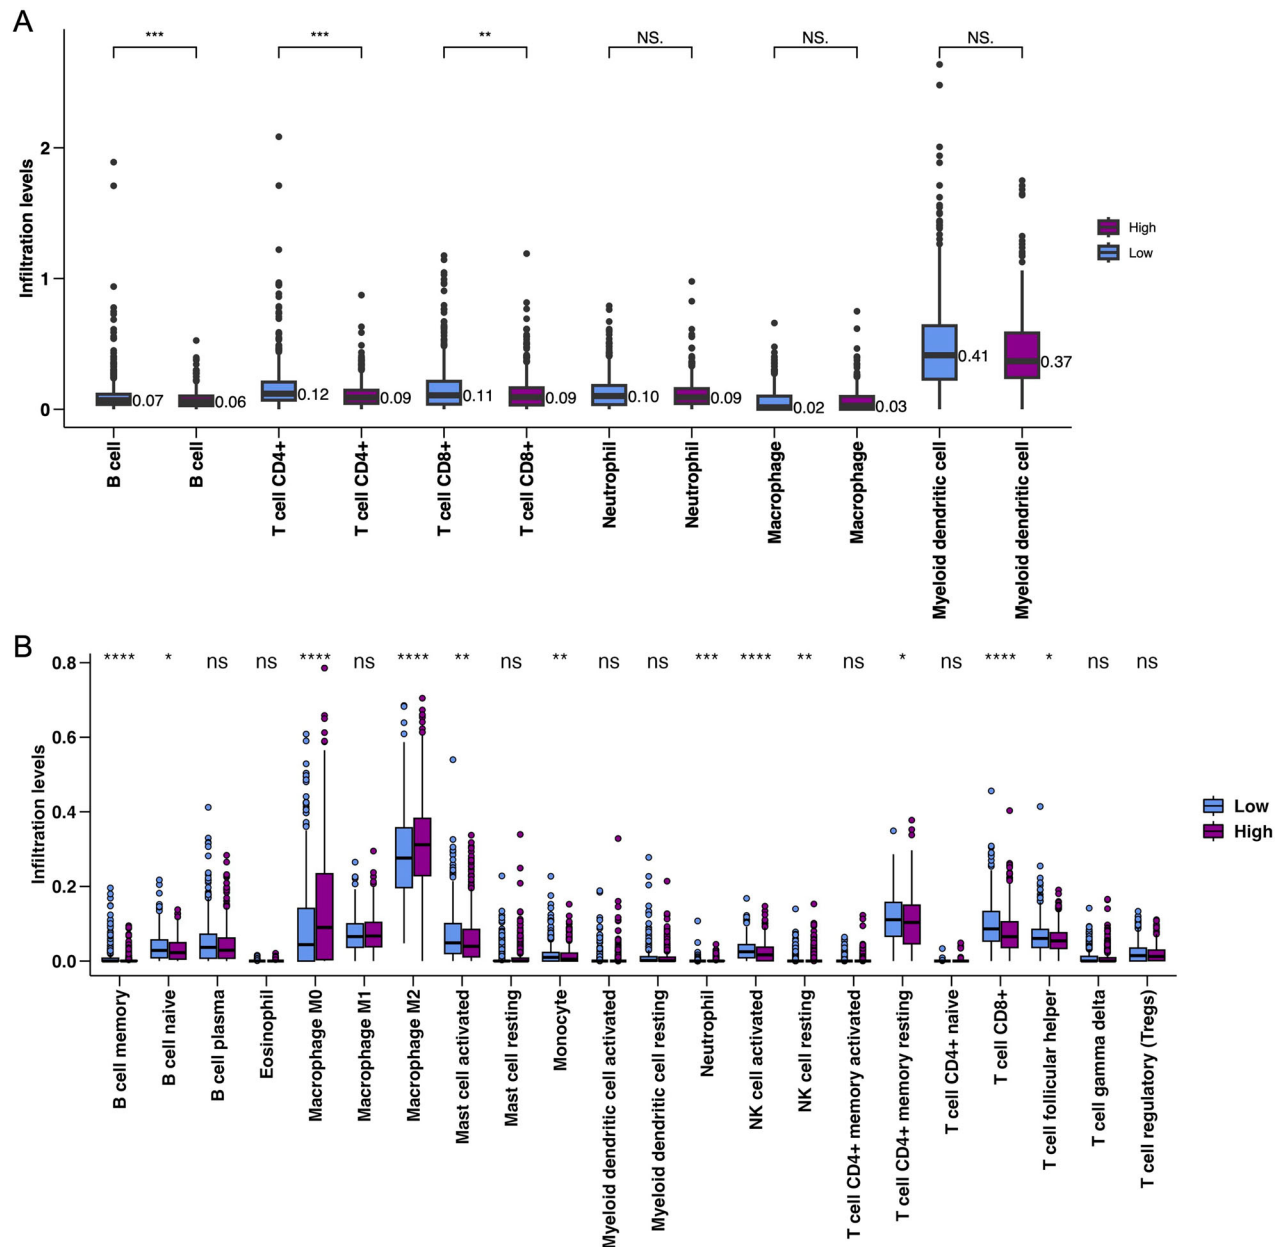 A
*** *** ** NS. NS. NS.
Infiltration levels
2
1
0
0.07 0.06 0.12 0.09 0.11 0.09 0.10 0.09 0.02 0.03 0.41 0.37
High
Low
B cell
B cell
T cell CD4+
T cell CD4+
T cell CD8+
T cell CD8+
Neutrophil
Neutrophil
Macrophage
Macrophage
Myeloid dendritic cell
Myeloid dendritic cell
B
**** * ns ns **** ns **** ** ns ** ns ns *** **** ** ns * ns **** * ns ns
Infiltration levels
0.8
0.6
0.4
0.2
0.0
Low
High
B cell memory
B cell naive
B cell plasma
Eosinophil
Macrophage M0
Macrophage M1
Macrophage M2
Mast cell activated
Mast cell resting
Monocyte
Myeloid dendritic cell activated
Myeloid dendritic cell resting
Neutrophil
NK cell activated
NK cell resting
T cell CD4+ memory activated
T cell CD4+ memory resting
T cell CD4+ naive
T cell CD8+
T cell follicular helper
T cell gamma delta
T cell regulatory (Tregs)